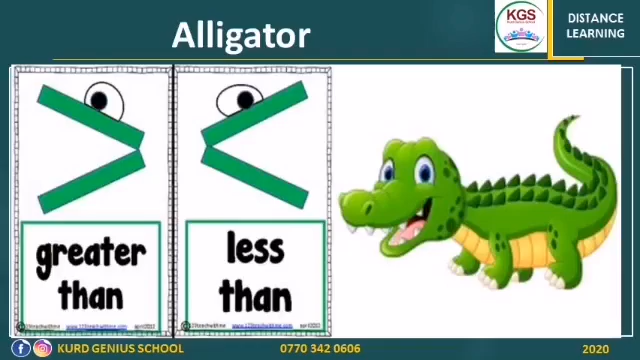 Alligator
KGS
DISTANCE
LEARNING
greater
than
less
than
KURD GENIUS SCHOOL
0770 342 0606
2020